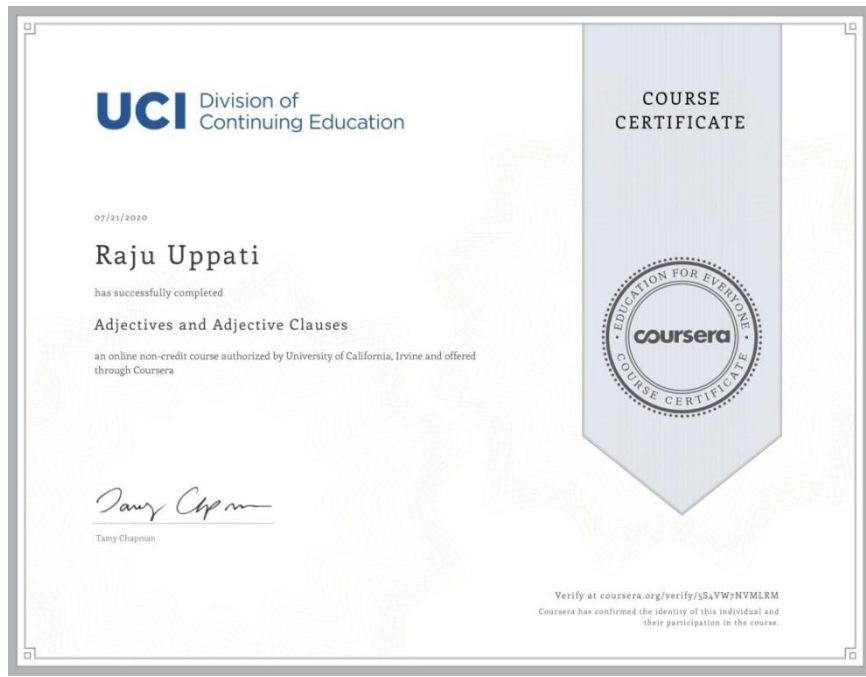 UCI Division of
Continuing Education
COURSE
CERTIFICATE
07/21/2020
Raju Uppati
has successfully completed
Adjectives and Adjective Clauses
an online non-credit course authorized by University of California, Irvine and offered
through Coursera
EDUCATION FOR EVERYONE
coursera
COURSE CERTIFICATE
Tamy Chapman
Verify at coursera.org/verify/5S4VW7NVMLRM
Coursera has confirmed the identity of this individual and
their participation in the course.